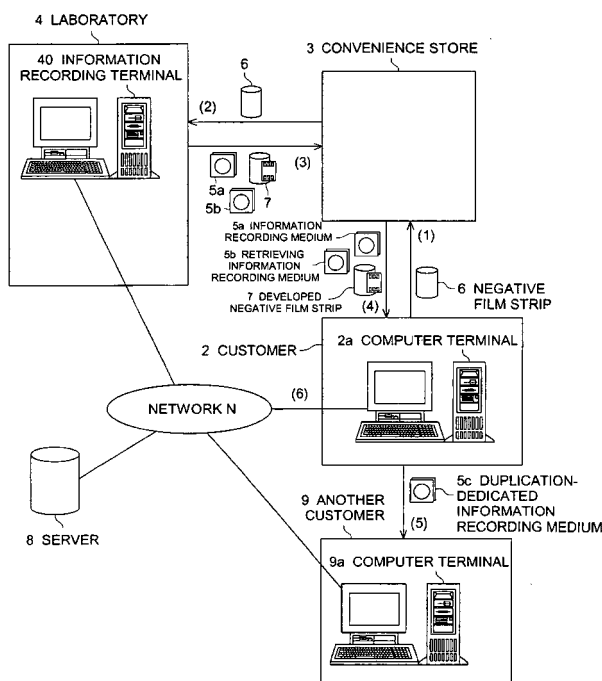 4 LABORATORY
40 INFORMATION
RECORDING TERMINAL
3 CONVENIENCE STORE
6
(2)
(3)
5a
5b
7
5a INFORMATION
RECORDING MEDIUM
5b RETRIEVING
INFORMATION
RECORDING MEDIUM
7 DEVELOPED
NEGATIVE FILM STRIP
(4)
(1)
6 NEGATIVE
FILM STRIP
2 CUSTOMER
2a COMPUTER TERMINAL
(6)
NETWORK N
8 SERVER
5c DUPLICATION-
DEDICATED
INFORMATION
RECORDING MEDIUM
(5)
9 ANOTHER
CUSTOMER
9a COMPUTER TERMINAL